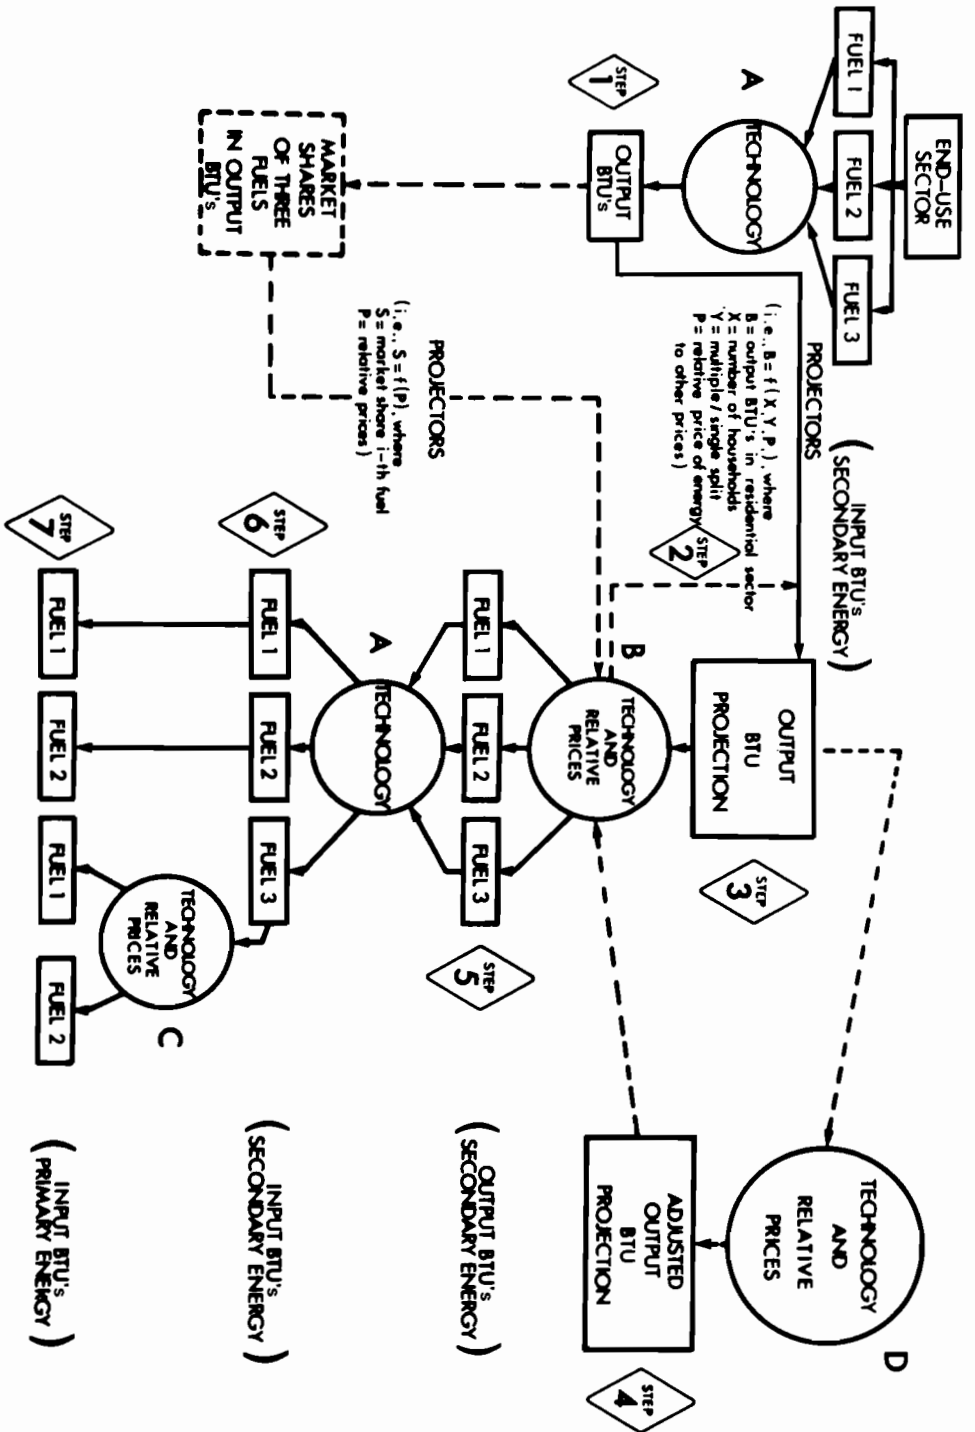 END-USE
SECTOR
FUEL 1
FUEL 2
FUEL 3
(INPUT BTU's
SECONDARY ENERGY)
A
TECHNOLOGY
STEP
1
OUTPUT
BTU's
PROJECTORS
(i.e., B = f(X,Y,P,), where
B = output BTU's in residential sector
X = number of households
Y = multiple/single split
P = relative price of energy
to other prices)
STEP
2
MARKET
SHARES
OF THREE
FUELS
IN OUTPUT
BTU's
PROJECTORS
(i.e., S = f(P), where
S = market share i-th fuel
P = relative prices)
OUTPUT
BTU
PROJECTION
STEP
3
TECHNOLOGY
AND
RELATIVE
PRICES
D
ADJUSTED
OUTPUT
BTU
PROJECTION
STEP
4
B
TECHNOLOGY
AND
RELATIVE
PRICES
FUEL 1
FUEL 2
FUEL 3
STEP
5
(OUTPUT BTU's
SECONDARY ENERGY)
A
TECHNOLOGY
STEP
6
FUEL 1
FUEL 2
FUEL 3
(INPUT BTU's
SECONDARY ENERGY)
TECHNOLOGY
AND
RELATIVE
PRICES
C
STEP
7
FUEL 1
FUEL 2
FUEL 1
FUEL 2
(INPUT BTU's
PRIMARY ENERGY)